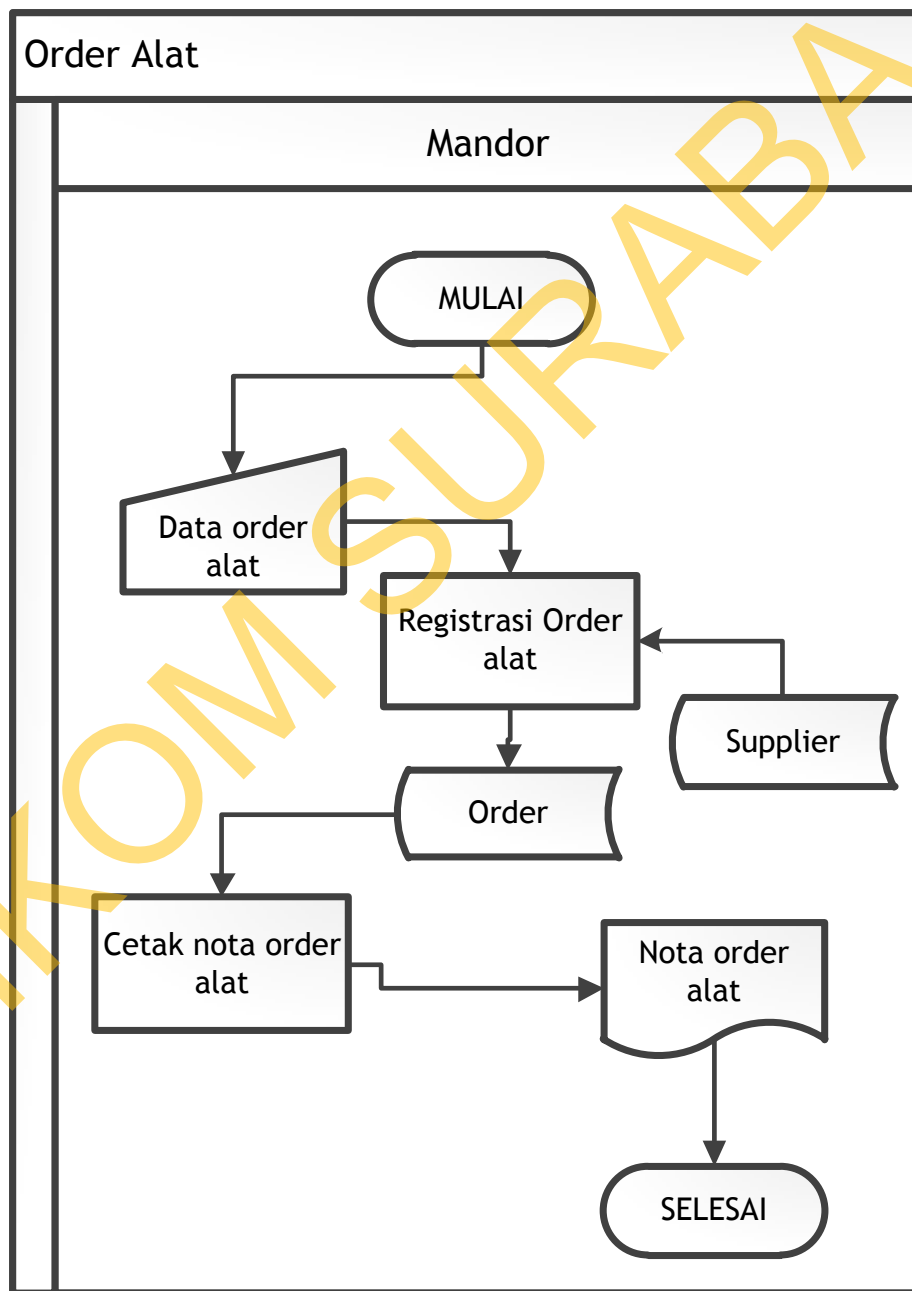 Order Alat
Mandor
MULAI
Data order
alat
Registrasi Order
alat
Supplier
Order
Cetak nota order
alat
Nota order
alat
SELESAI
KOM SURABA